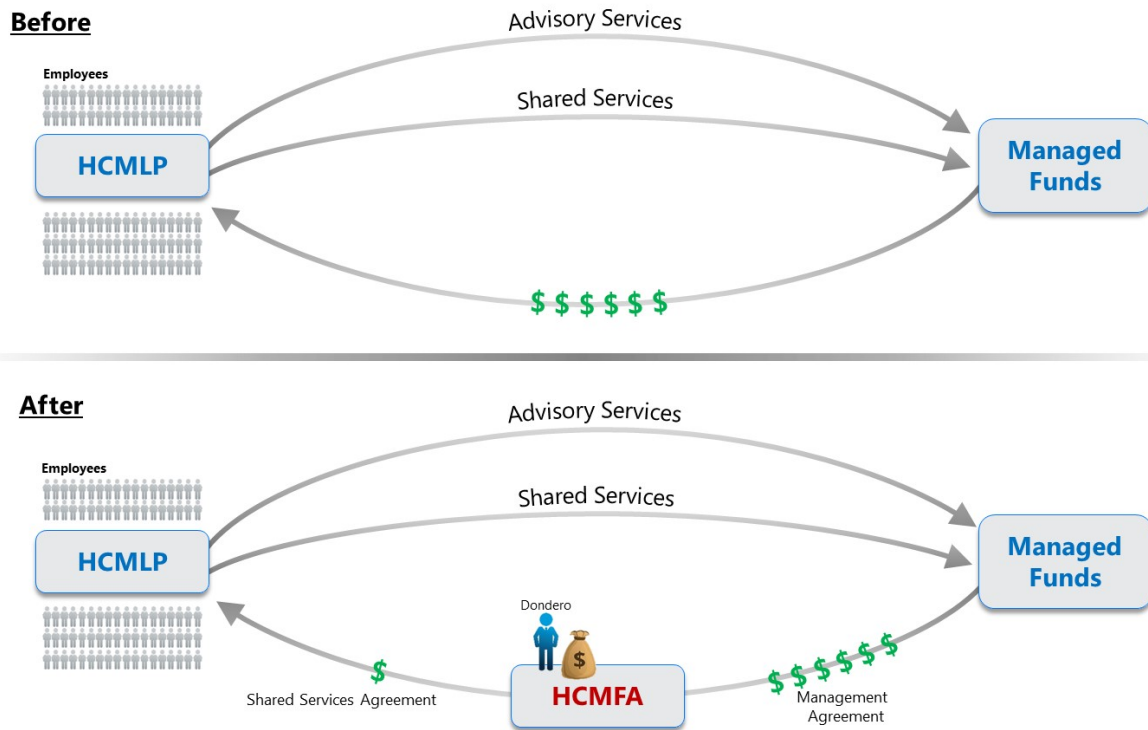 Before
Advisory Services
Employees
Shared Services
HCMLP
Managed
Funds
$ $ $ $ $ $
After
Advisory Services
Employees
Shared Services
HCMLP
Managed
Funds
Dondero
$
$
$ $ $ $ $ $
Shared Services Agreement
HCMFA
Management
Agreement